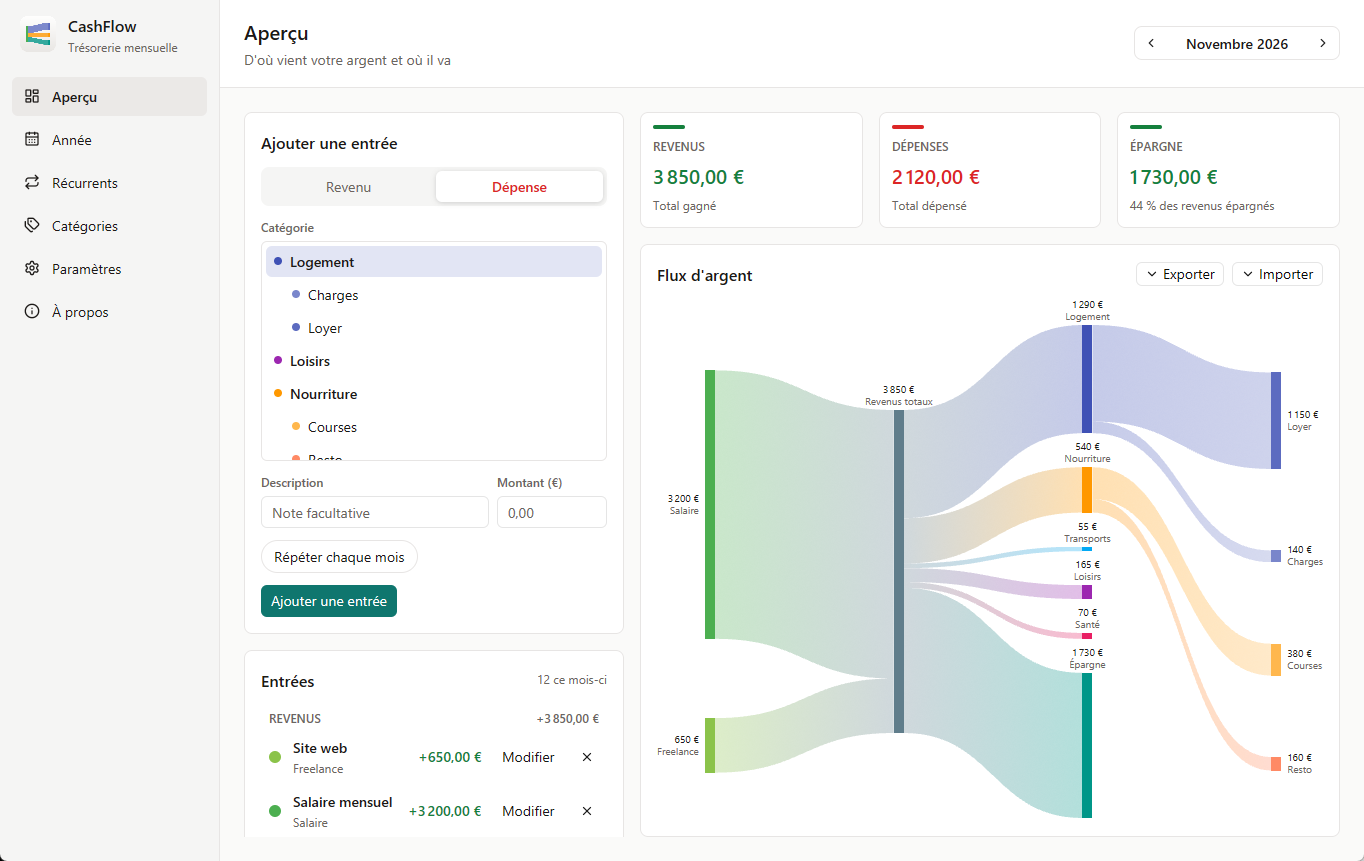 CashFlow
Trésorerie mensuelle
Aperçu
Année
Récurrents
Catégories
Paramètres
À propos
Aperçu
D'où vient votre argent et où il va
Novembre 2026
Ajouter une entrée
Revenu
Dépense
Catégorie
Logement
Charges
Loyer
Loisirs
Nourriture
Courses
Resto
Description
Montant (€)
Note facultative
0,00
Répéter chaque mois
Ajouter une entrée
Entrées
12 ce mois-ci
REVENUS
+3 850,00 €
Site web
Freelance
+650,00 €
Modifier
Salaire mensuel
Salaire
+3 200,00 €
Modifier
REVENUS
3 850,00 €
Total gagné
DÉPENSES
2 120,00 €
Total dépensé
ÉPARGNE
1 730,00 €
44 % des revenus épargnés
Flux d'argent
Exporter
Importer
3 200 €
Salaire
650 €
Freelance
3 850 €
Revenus totaux
1 290 €
Logement
540 €
Nourriture
55 €
Transports
165 €
Loisirs
70 €
Santé
1 730 €
Épargne
1 150 €
Loyer
140 €
Charges
380 €
Courses
160 €
Resto